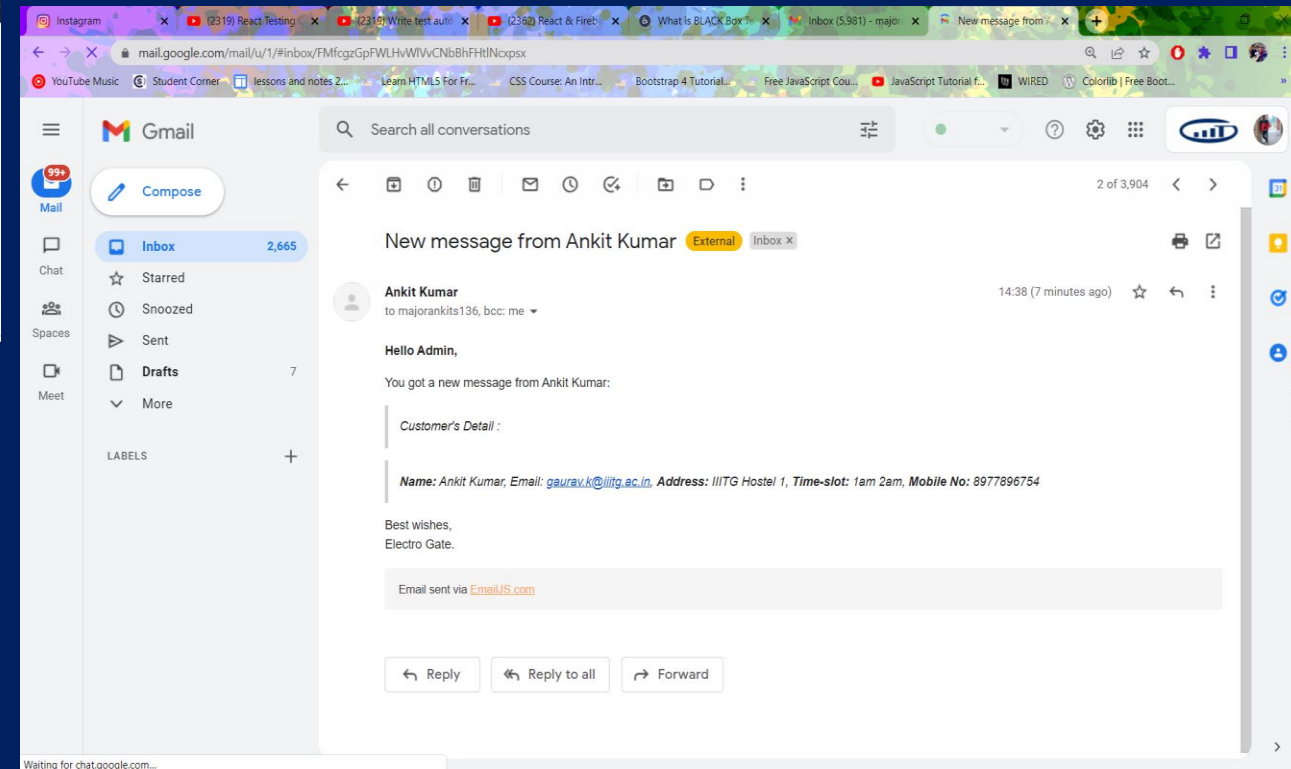 Instagram (2319) React Testing (2319) Write test auto (2362) React & Fireb What is BLACK Box Te Inbox (5,981) - major New message from
mail.google.com/mail/u/1/#inbox/FMfcgzGpFWLHvWlVvCNbBhFHtlNcxpsx
YouTube Music Student Corner lessons and notes 2... Learn HTML5 For Fr... CSS Course: An Intr... Bootstrap 4 Tutorial... Free JavaScript Cou... JavaScript Tutorial f... WIRED Colorlib | Free Boot... »
Gmail Search all conversations
99+
Mail
Chat
Spaces
Meet
Compose
2 of 3,904
31
Inbox 2,665
Starred
Snoozed
Sent
Drafts 7
More
LABELS
New message from Ankit Kumar External Inbox ×
Ankit Kumar 14:38 (7 minutes ago)
to majorankits136, bcc: me
Hello Admin,
You got a new message from Ankit Kumar:
Customer's Detail :
Name: Ankit Kumar, Email: gaurav.k@iiitg.ac.in, Address: IIITG Hostel 1, Time-slot: 1am 2am, Mobile No: 8977896754
Best wishes,
Electro Gate.
Email sent via EmailJS.com
Reply Reply to all Forward
Waiting for chat.google.com...